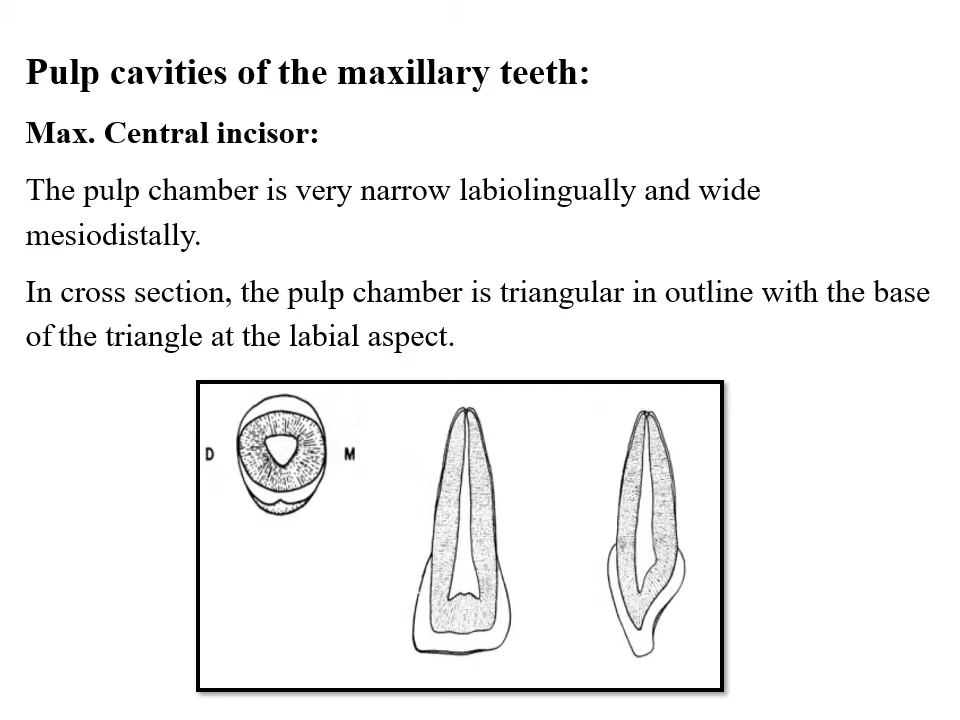 Pulp cavities of the maxillary teeth:
Max. Central incisor:
The pulp chamber is very narrow labiolingually and wide
mesiodistally.
In cross section, the pulp chamber is triangular in outline with the base
of the triangle at the labial aspect.
D M